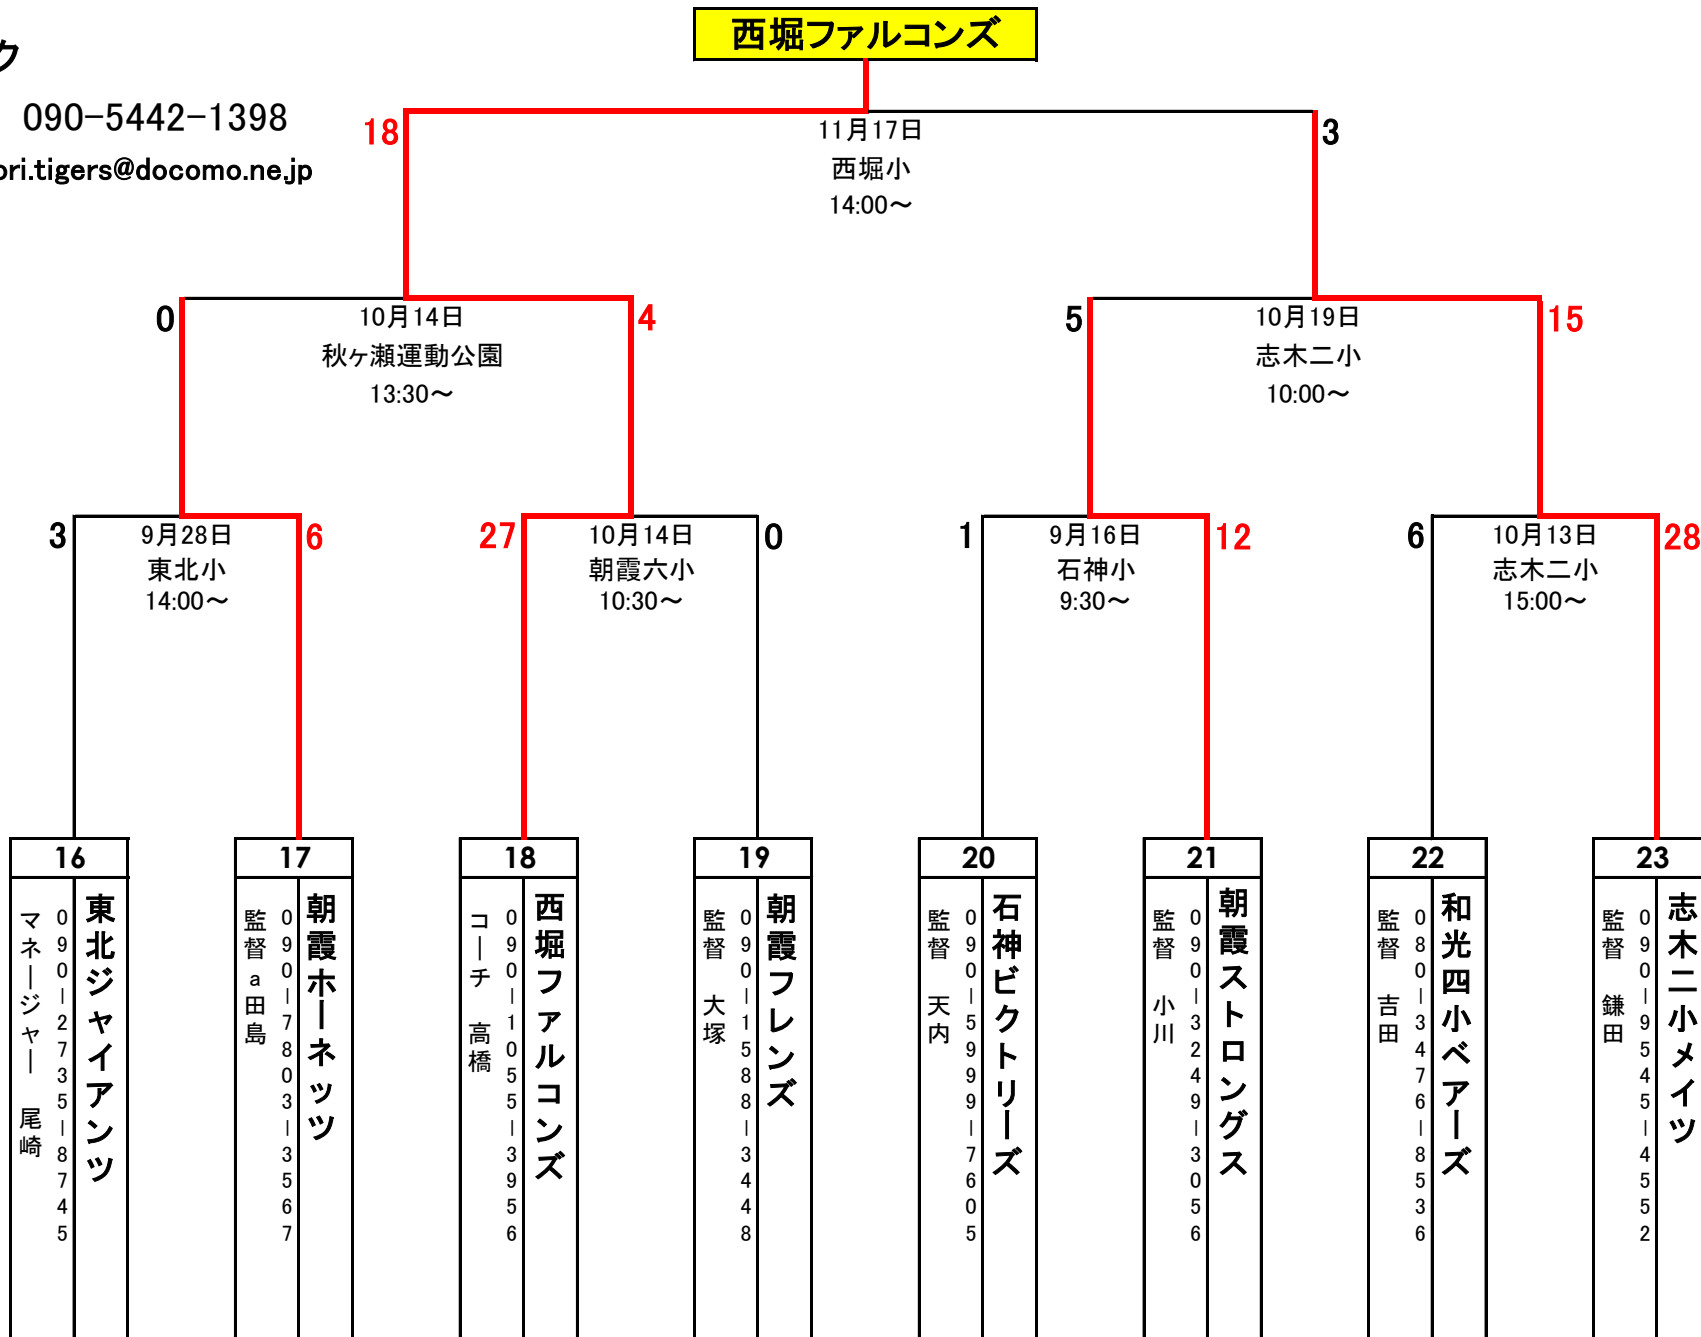 西堀ファルコンズ
ク
090-5442-1398
ori.tigers@docomo.ne.jp
18
11月17日
西堀小
14:00～
3
0
10月14日
秋ヶ瀬運動公園
13:30～
4
5
10月19日
志木二小
10:00～
15
3
9月28日
東北小
14:00～
6
27
10月14日
朝霞六小
10:30～
0
1
9月16日
石神小
9:30～
12
6
10月13日
志木二小
15:00～
28
16
東北ジャイアンツ
090-2735-8745
マネージャー 尾崎
17
朝霞ホーネッツ
090-7803-3567
監督a田島
18
西堀ファルコンズ
090-1055-3956
コーチ 高橋
19
朝霞フレンズ
090-1588-3448
監督 大塚
20
石神ビクトリーズ
090-5999-7605
監督 天内
21
朝霞ストロングス
090-3249-3056
監督 小川
22
和光四小ベアーズ
080-3476-8536
監督 吉田
23
志木二小メイツ
090-9545-4552
監督 鎌田